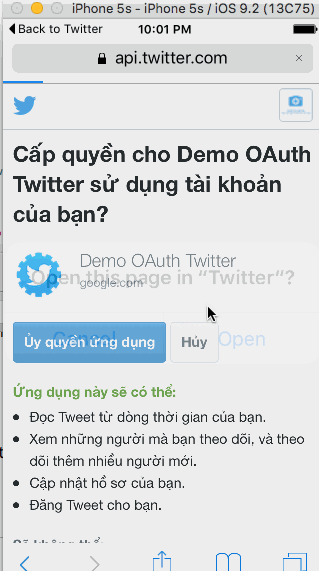 iPhone 5s - iPhone 5s / iOS 9.2 (13C75)
Back to Twitter 10:01 PM
api.twitter.com
Cấp quyền cho Demo OAuth
Twitter sử dụng tài khoản
của bạn?
Demo OAuth Twitter
Open this page in “Twitter“?
google.com
Cancel Open
Ủy quyền ứng dụng Hủy
Ứng dụng này sẽ có thể:
Đọc Tweet từ dòng thời gian của bạn.
Xem những người mà bạn theo dõi, và theo
dõi thêm nhiều người mới.
Cập nhật hồ sơ của bạn.
Đăng Tweet cho bạn.
Sẽ không thể: